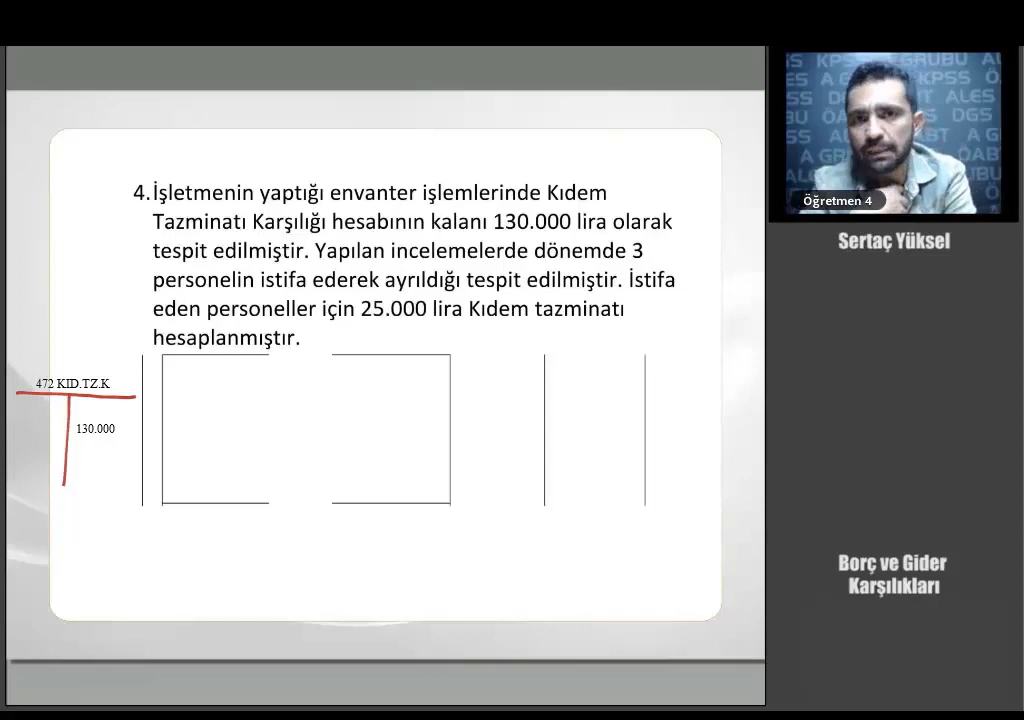 4. İşletmenin yaptığı envanter işlemlerinde Kıdem
Tazminatı Karşılığı hesabının kalanı 130.000 lira olarak
tespit edilmiştir. Yapılan incelemelerde dönemde 3
personelin istifa ederek ayrıldığı tespit edilmiştir. İstifa
eden personeller için 25.000 lira Kıdem tazminatı
hesaplanmıştır.
472 KID.TZ.K
130.000
Öğretmen 4
Sertaç Yüksel
Borç ve Gider
Karşılıkları